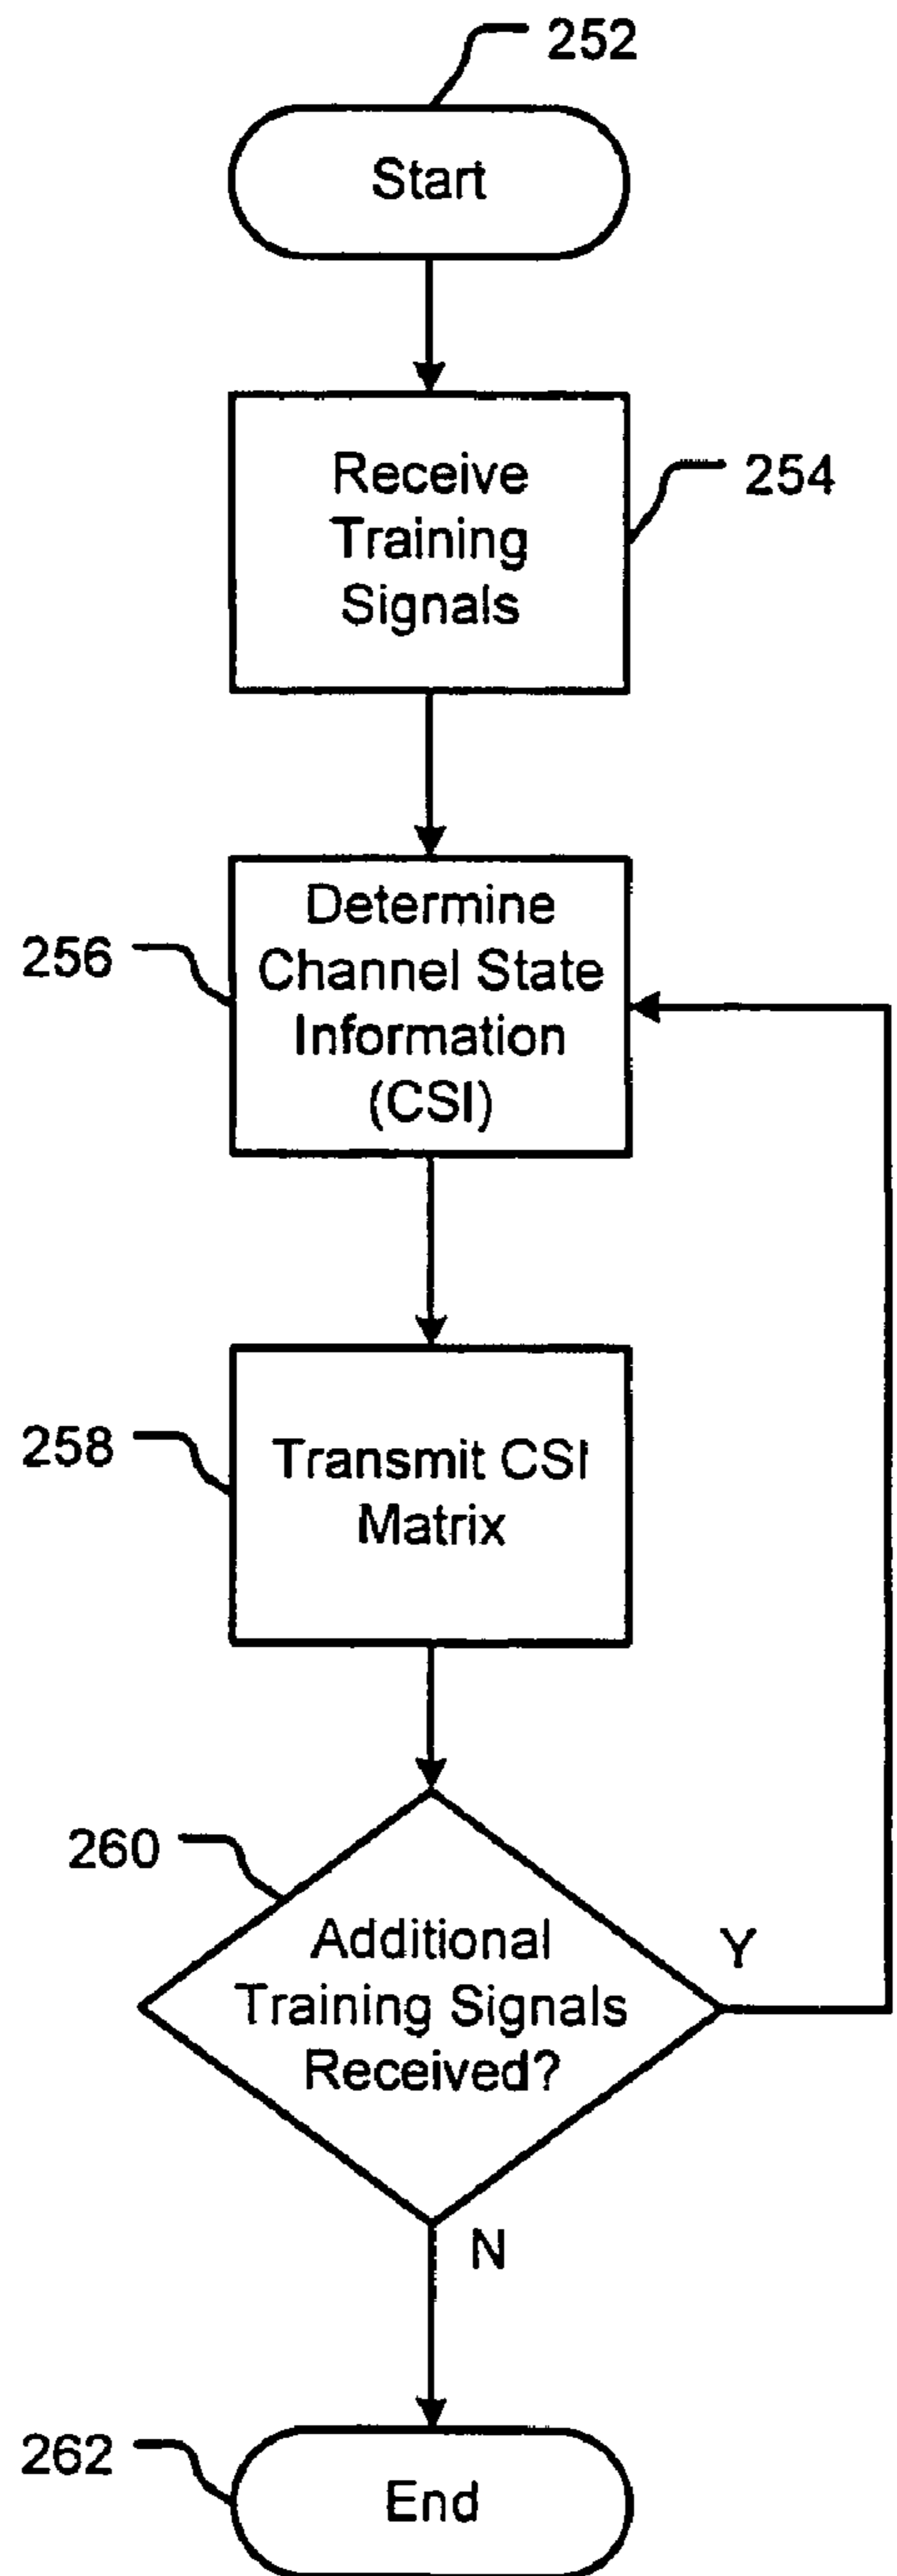 252
Start
Receive
Training
Signals
254
Determine
Channel State
Information
(CSI)
256
Transmit CSI
Matrix
258
260
Additional
Training Signals
Received?
Y
N
262
End